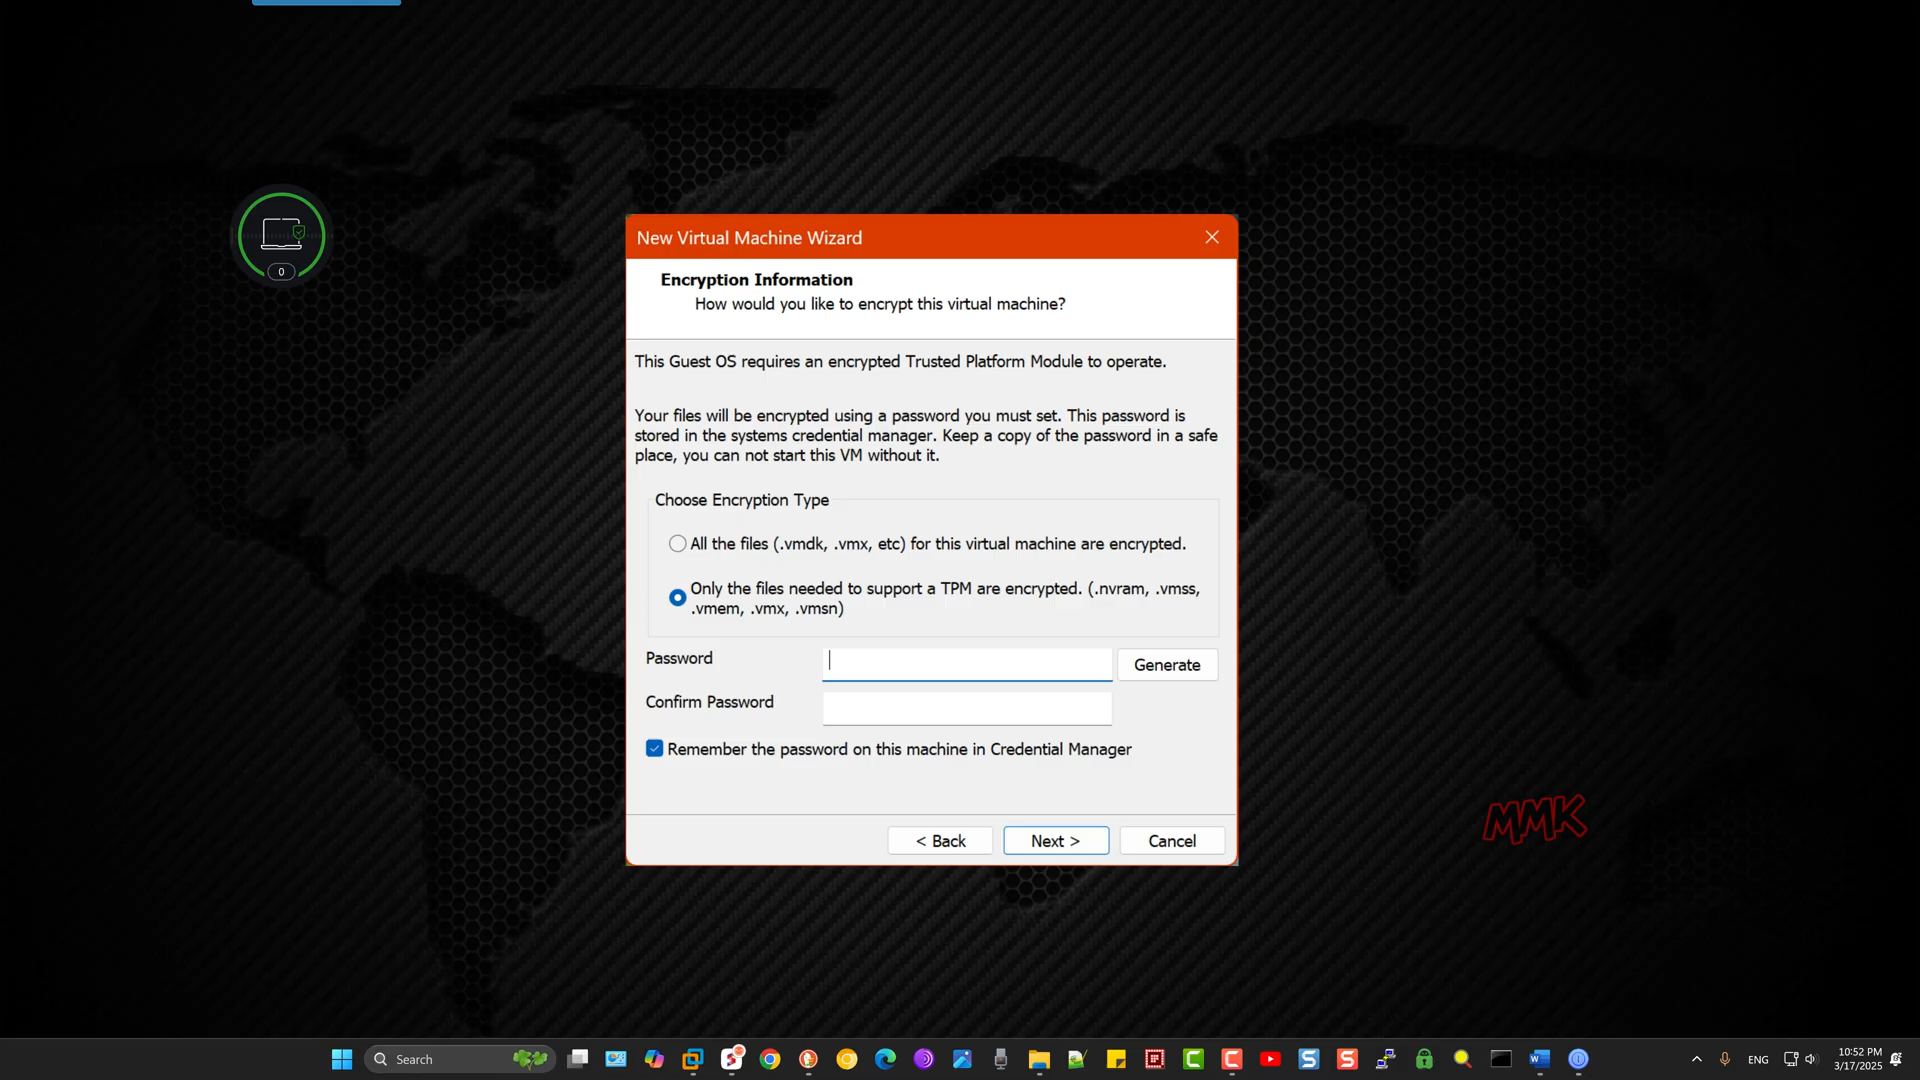 0
New Virtual Machine Wizard
Encryption Information
How would you like to encrypt this virtual machine?
This Guest OS requires an encrypted Trusted Platform Module to operate.
Your files will be encrypted using a password you must set. This password is
stored in the systems credential manager. Keep a copy of the password in a safe
place, you can not start this VM without it.
Choose Encryption Type
All the files (.vmdk, .vmx, etc) for this virtual machine are encrypted.
Only the files needed to support a TPM are encrypted. (.nvram, .vmss,
.vmem, .vmx, .vmsn)
Password
Generate
Confirm Password
Remember the password on this machine in Credential Manager
< Back
Next >
Cancel
MMK
Search
ENG
10:52 PM
3/17/2025